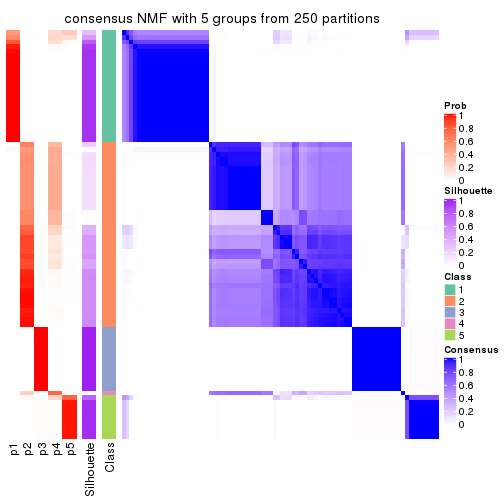 consensus NMF with 5 groups from 250 partitions
Prob
1
0.8
0.6
0.4
0.2
0
Silhouette
1
0.8
0.6
0.4
0.2
0
Class
1
2
3
4
5
Consensus
1
0.8
0.6
0.4
0.2
0
p1
p2
p3
p4
p5
Silhouette
Class